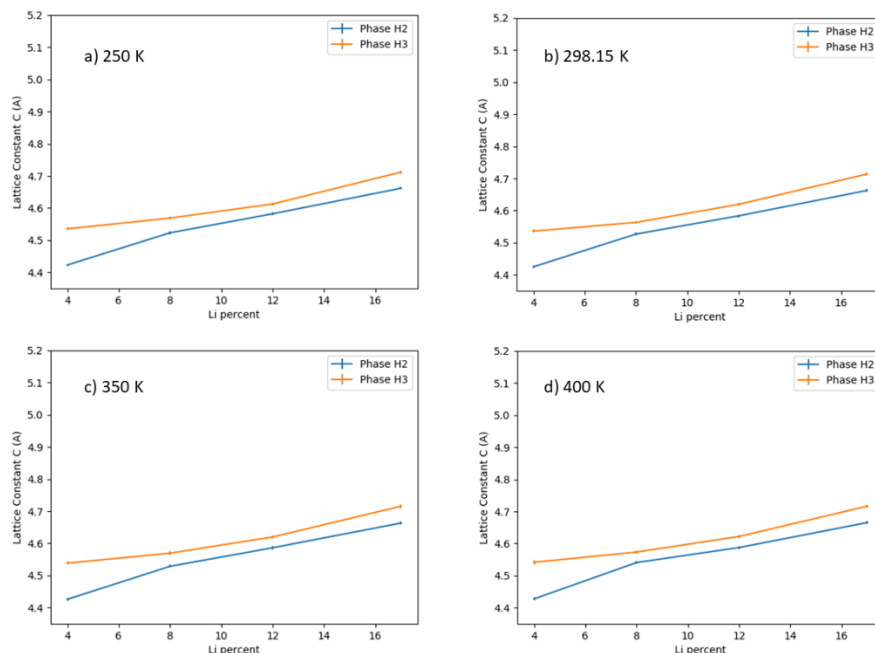 a) 250 K
Phase H2
Phase H3
5.2
5.1
5.0
4.9
4.8
4.7
4.6
4.5
4.4
Lattice Constant C (A)
4 6 8 10 12 14 16
Li percent
b) 298.15 K
Phase H2
Phase H3
5.2
5.1
5.0
4.9
4.8
4.7
4.6
4.5
4.4
Lattice Constant C (A)
4 6 8 10 12 14 16
Li percent
c) 350 K
Phase H2
Phase H3
5.2
5.1
5.0
4.9
4.8
4.7
4.6
4.5
4.4
Lattice Constant C (A)
4 6 8 10 12 14 16
Li percent
d) 400 K
Phase H2
Phase H3
5.2
5.1
5.0
4.9
4.8
4.7
4.6
4.5
4.4
Lattice Constant C (A)
4 6 8 10 12 14 16
Li percent